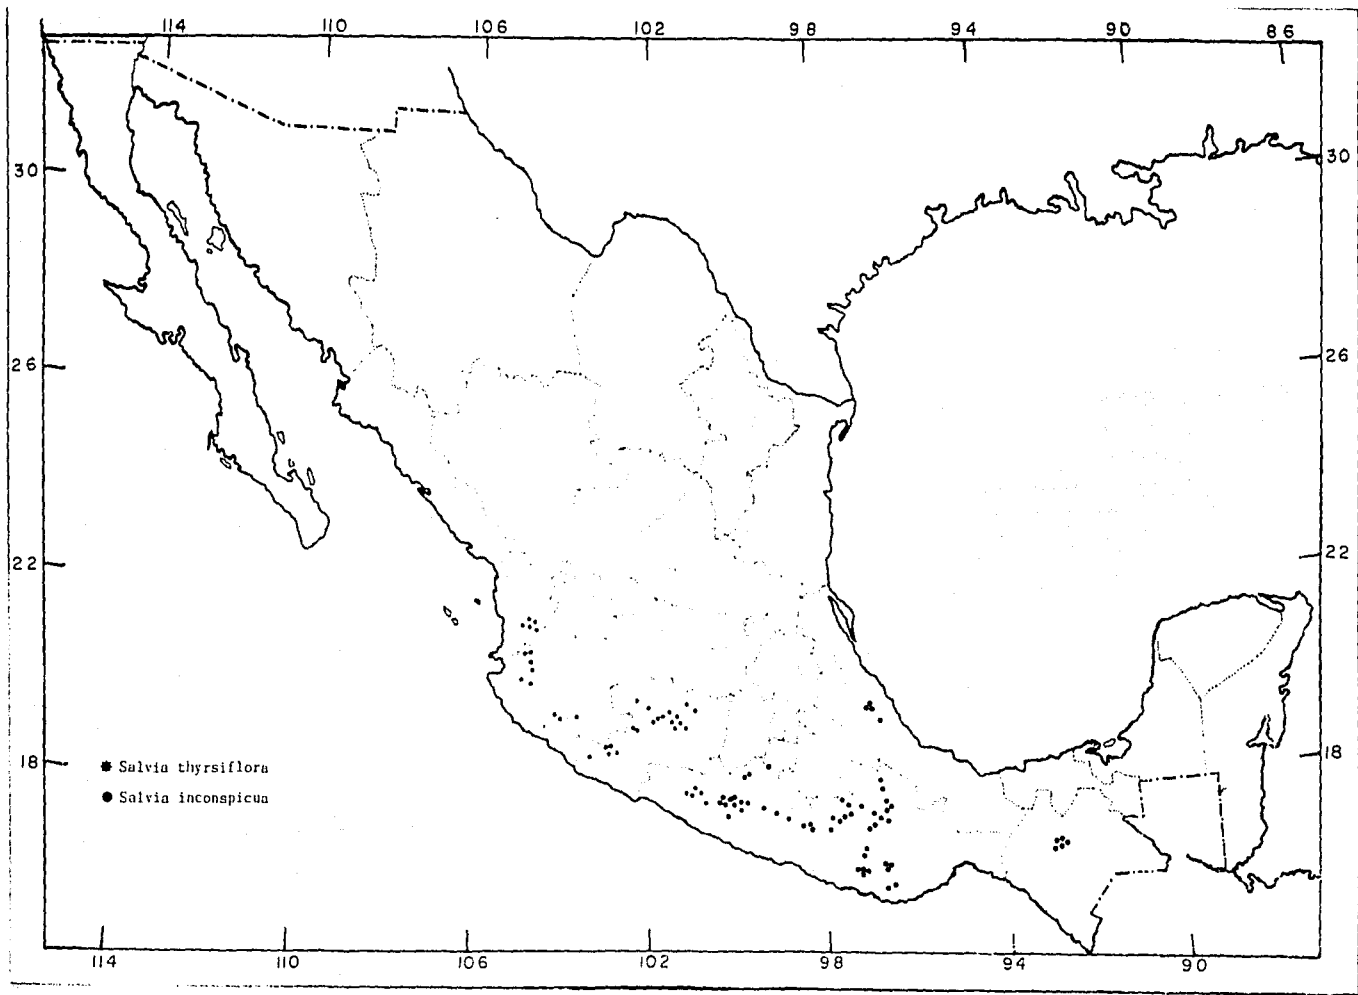 114 110 106 102 98 94 90 86
30 30
26 26
22 22
18 18
Salvia thyrsiflora
Salvia inconspicua
114 110 106 102 98 94 90